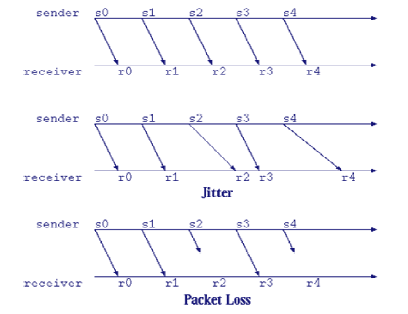 sender s0 s1 s2 s3 s4
receiver r0 r1 r2 r3 r4
sender s0 s1 s2 s3 s4
receiver r0 r1 r2 r3 r4
Jitter
sender s0 s1 s2 s3 s4
receiver r0 r1 r2 r3 r4
Packet Loss